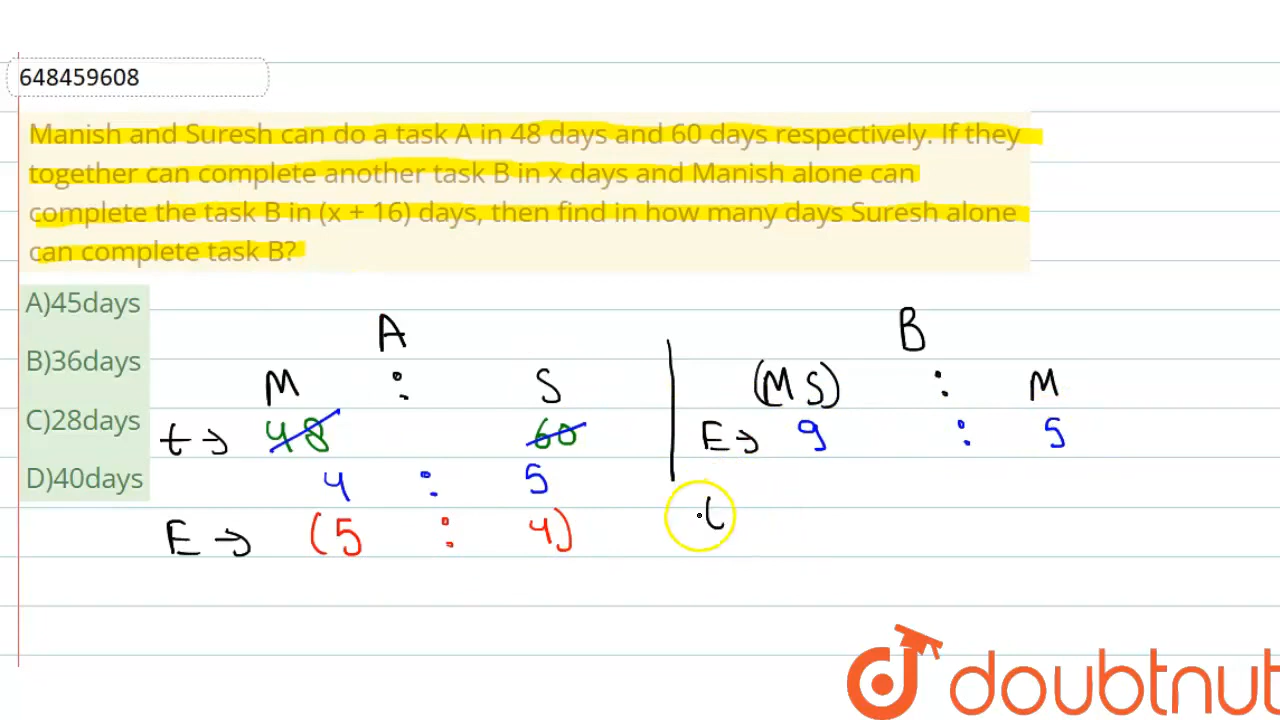 648459608
Manish and Suresh can do a task A in 48 days and 60 days respectively. If they
together can complete another task B in x days and Manish alone can
complete the task B in (x + 16) days, then find in how many days Suresh alone
can complete task B?
A)45days
B)36days
C)28days
D)40days
A
M : S
t → 48 60
4 : 5
E → (5 : 4)
B
(M S) : M
E → 9 : 5
t
doubtnut